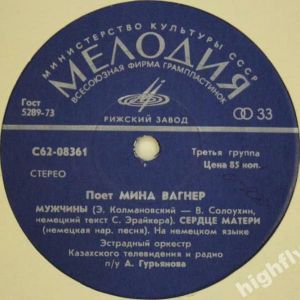 МИНИСТЕРСТВО КУЛЬТУРЫ СССР
МЕЛОДИЯ
ВСЕСОЮЗНАЯ ФИРМА ГРАМПЛАСТИНОК
Гост
5289-73
33
РИЖСКИЙ ЗАВОД
С62-08361
Третья группа
Цена 85 коп.
СТЕРЕО
Поет МИНА ВАГНЕР
МУЖЧИНЫ (Э. Колмановский — В. Солоухин,
немецкий текст С. Эрайкера). СЕРДЦЕ МАТЕРИ
(немецкая нар. песня). На немецком языке
Эстрадный оркестр
Казахского телевидения и радио
п/у А. Гурьянова
highfly